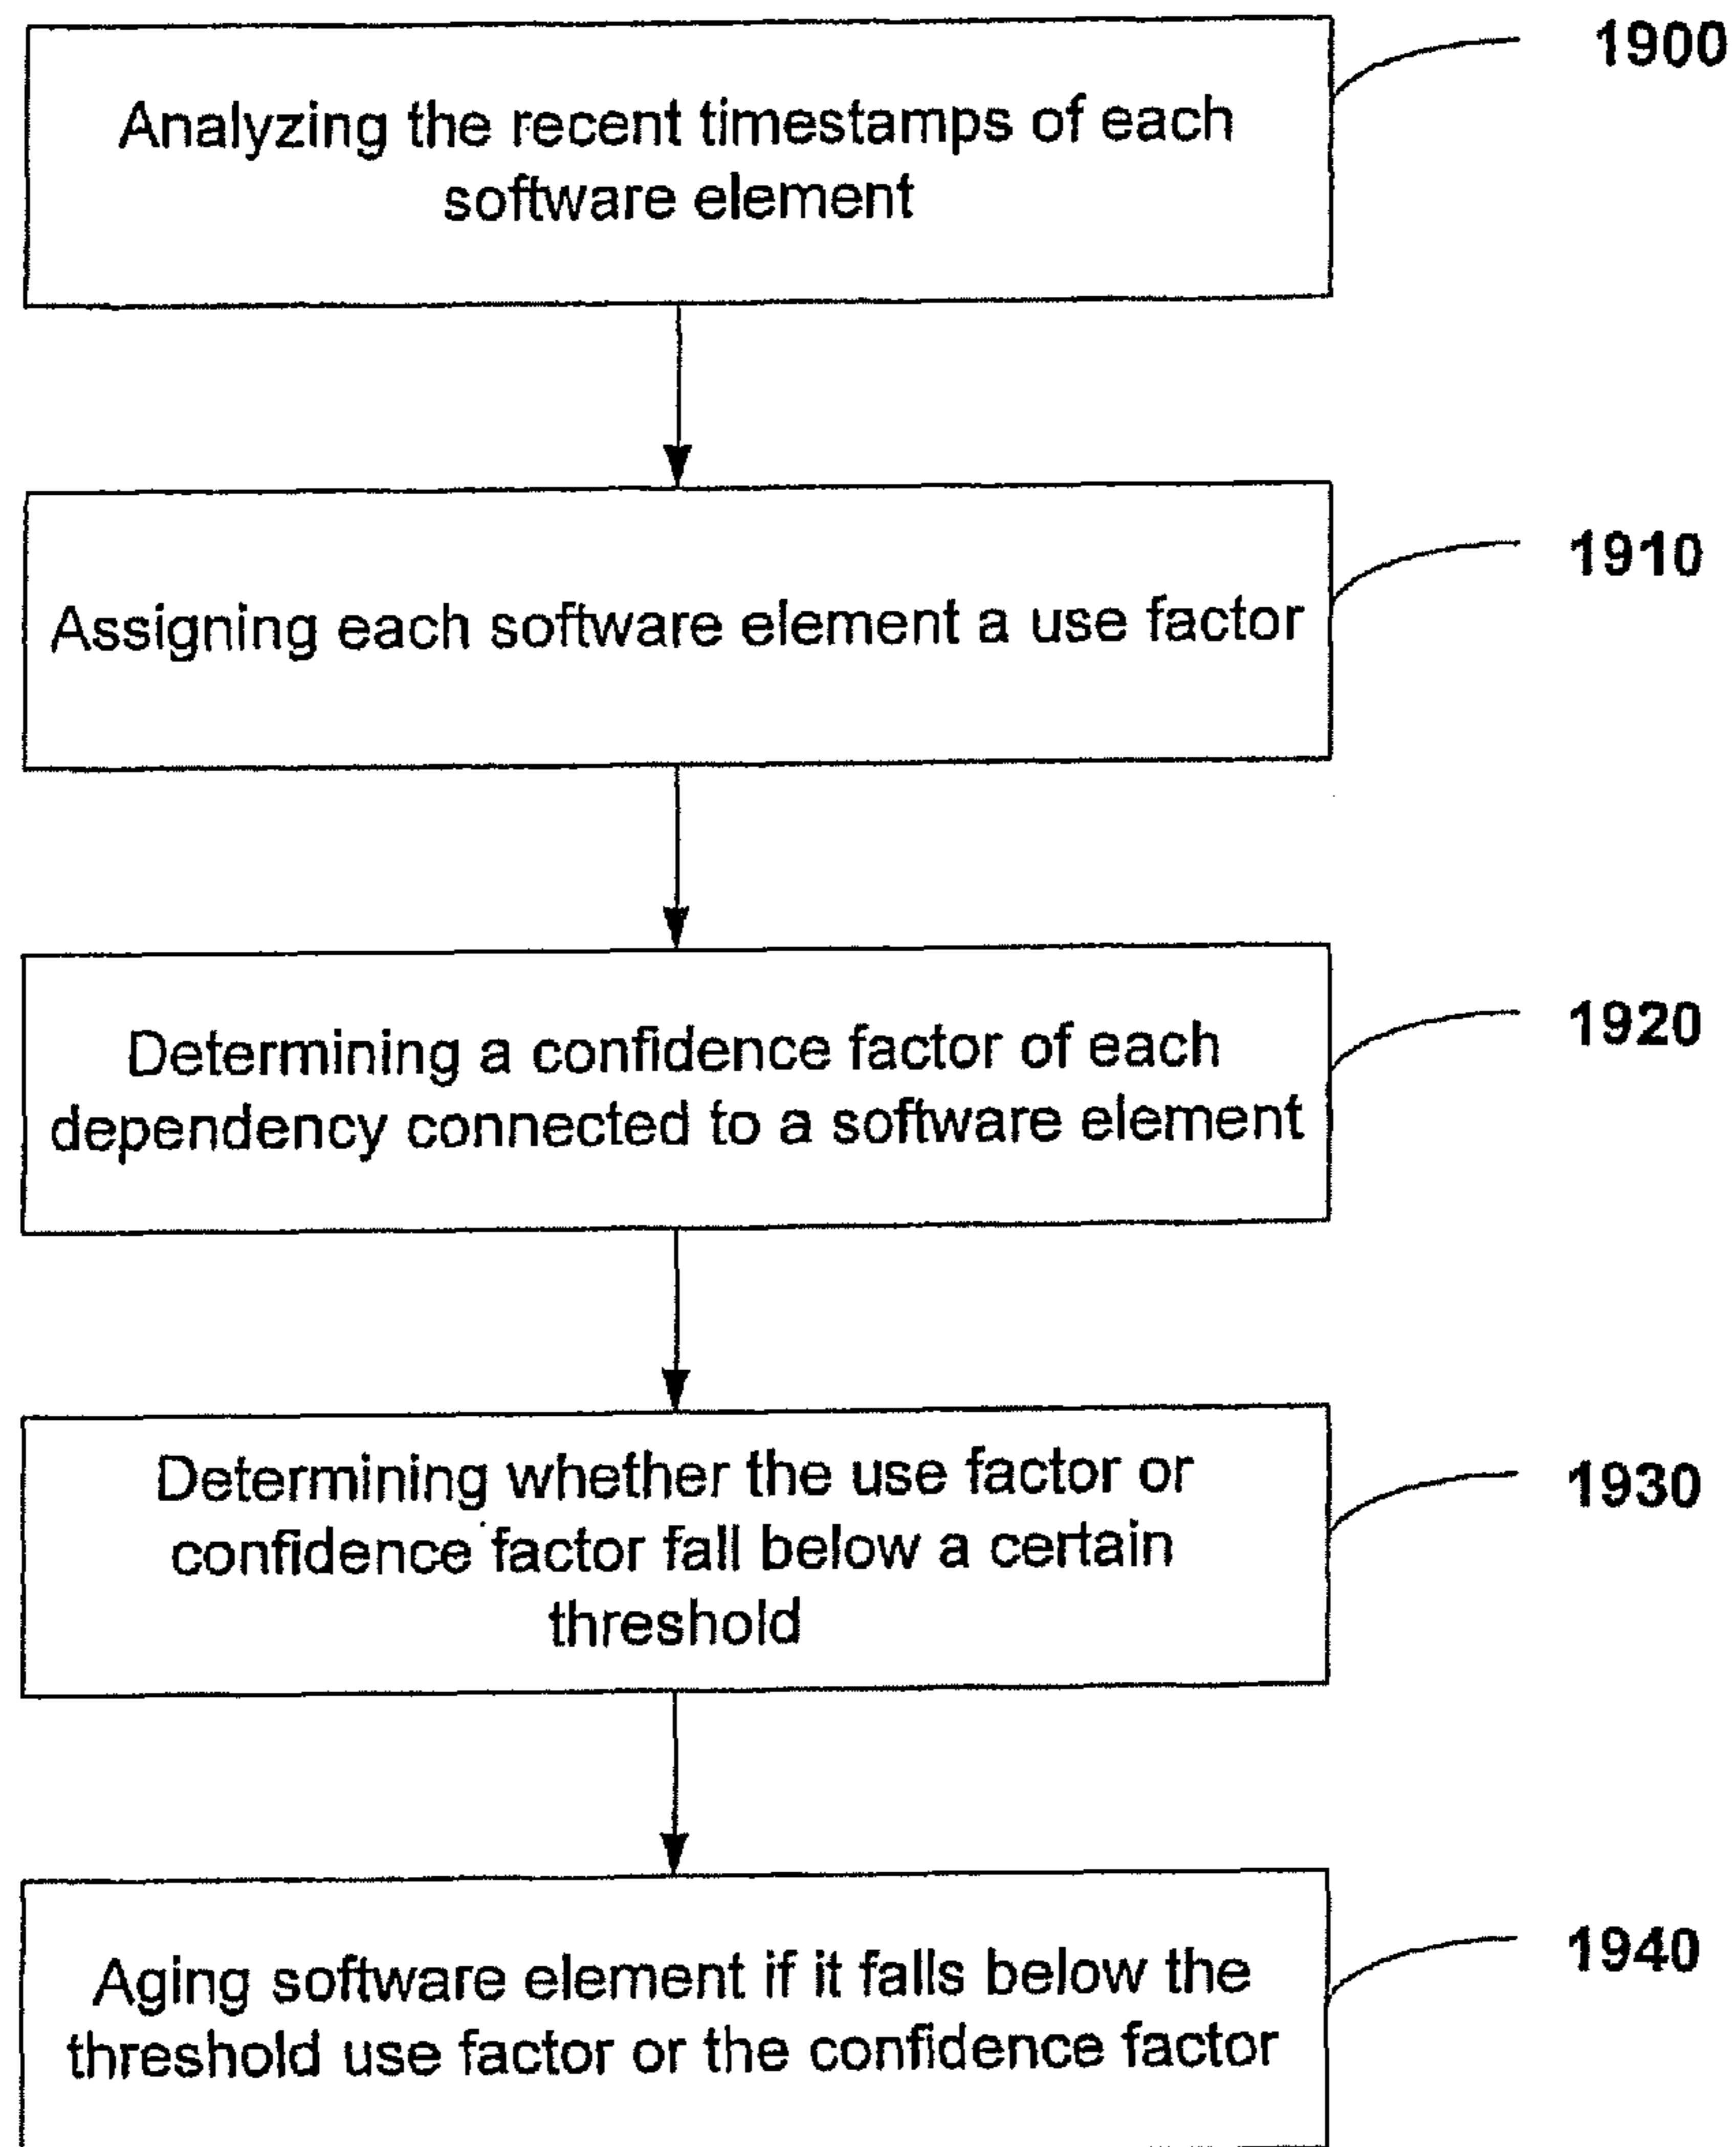 1900
Analyzing the recent timestamps of each
software element
1910
Assigning each software element a use factor
1920
Determining a confidence factor of each
dependency connected to a software element
1930
Determining whether the use factor or
confidence factor fall below a certain
threshold
1940
Aging software element if it falls below the
threshold use factor or the confidence factor